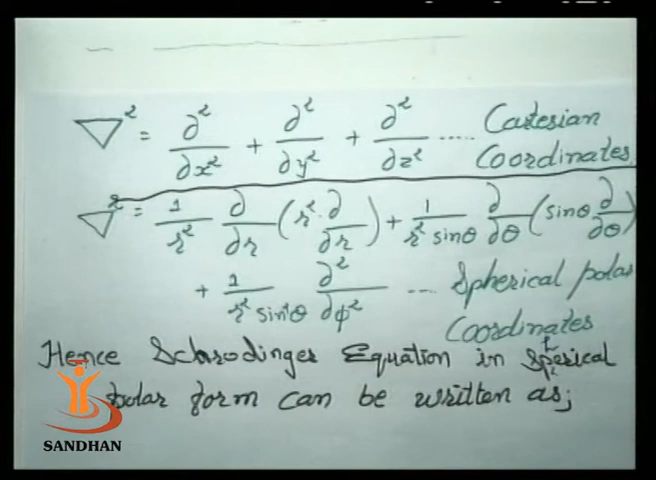 ∇² = ∂²/∂x² + ∂²/∂y² + ∂²/∂z² ..... Cartesian
Coordinates
∇² = 1/r² ∂/∂r (r² · ∂/∂r) + 1/r² sinθ ∂/∂θ (sinθ ∂/∂θ)
+ 1/r² sin²θ ∂²/∂φ² ... Spherical polar
Coordinates
Hence Schrodinger Equation in Sperical
polar form can be written as;
SANDHAN